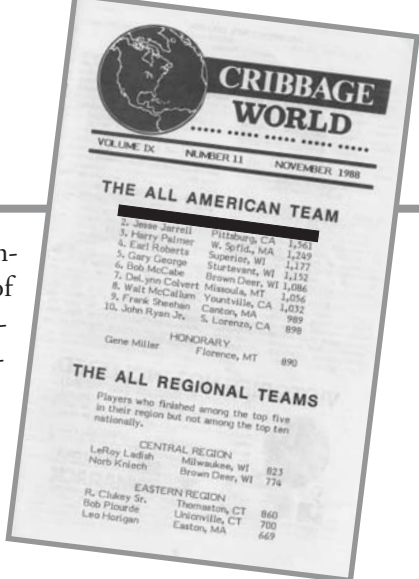 CRIBBAGE
WORLD
VOLUME IX NUMBER 11 NOVEMBER 1988
THE ALL AMERICAN TEAM
2. Jesse Jarrell Pittsburg, CA 1,561
3. Harry Palmer W. Spfld., MA 1,249
4. Earl Roberts Superior, WI 1,177
5. Gary George Sturtevant, WI 1,152
6. Bob McCabe Brown Deer, WI 1,086
7. DeLynn Colvert Missoula, MT 1,056
8. Walt McCallum Yountville, CA 1,032
9. Frank Sheehan Canton, MA 989
10. John Ryan Jr. S. Lorenzo, CA 898
HONORARY
Gene Miller Florence, MT 890
THE ALL REGIONAL TEAMS
Players who finished among the top five
in their region but not among the top ten
nationally.
CENTRAL REGION
LeRoy Ladish Milwaukee, WI 823
Norb Kniech Brown Deer, WI 774
EASTERN REGION
R. Clukey Sr. Thomaston, CT 860
Bob Plourde Unionville, CT 700
Leo Horigan Easton, MA 669
n-
of
-
-